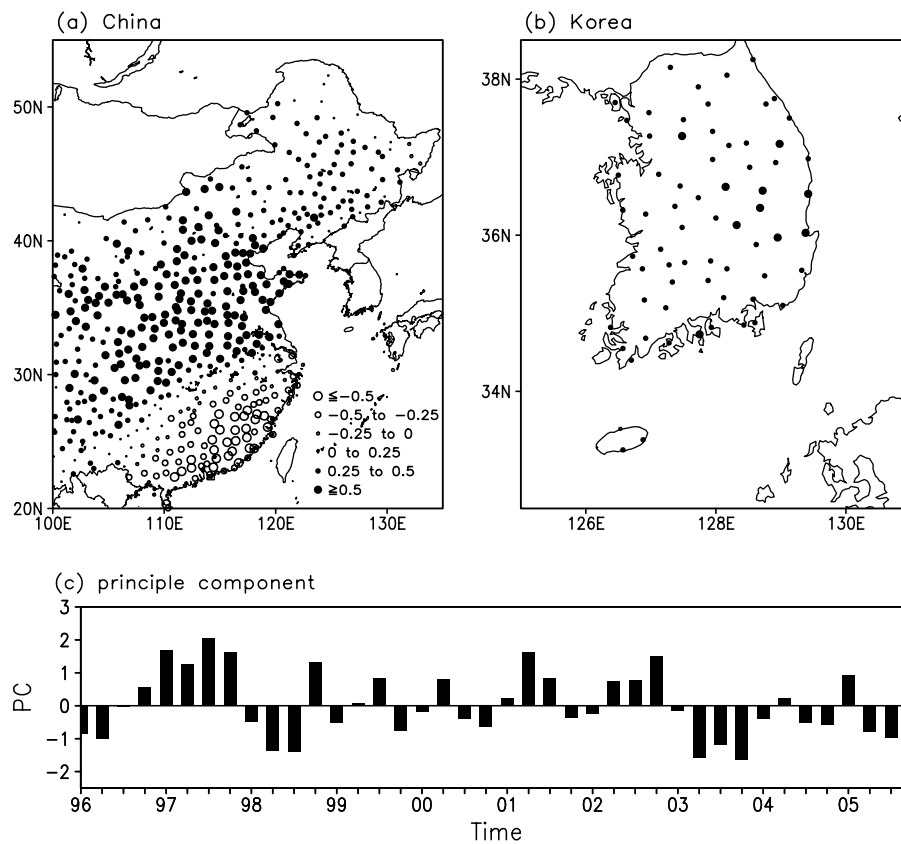 (a) China
(b) Korea
50N
40N
30N
20N
≦−0.5
−0.5 to −0.25
−0.25 to 0
0 to 0.25
0.25 to 0.5
≧0.5
100E 110E 120E 130E
38N
36N
34N
126E 128E 130E
(c) principle component
3
2
1
0
−1
−2
PC
96 97 98 99 00 01 02 03 04 05
Time